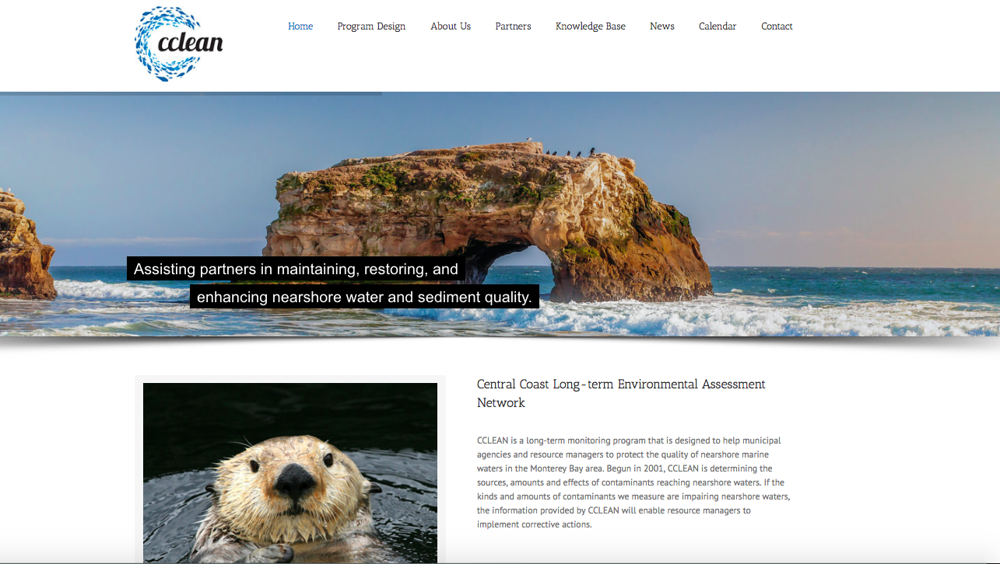 cclean
Home Program Design About Us Partners Knowledge Base News Calendar Contact
Assisting partners in maintaining, restoring, and
enhancing nearshore water and sediment quality.
Central Coast Long-term Environmental Assessment
Network
CCLEAN is a long-term monitoring program that is designed to help municipal
agencies and resource managers to protect the quality of nearshore marine
waters in the Monterey Bay area. Begun in 2001, CCLEAN is determining the
sources, amounts and effects of contaminants reaching nearshore waters. If the
kinds and amounts of contaminants we measure are impairing nearshore waters,
the information provided by CCLEAN will enable resource managers to
implement corrective actions.